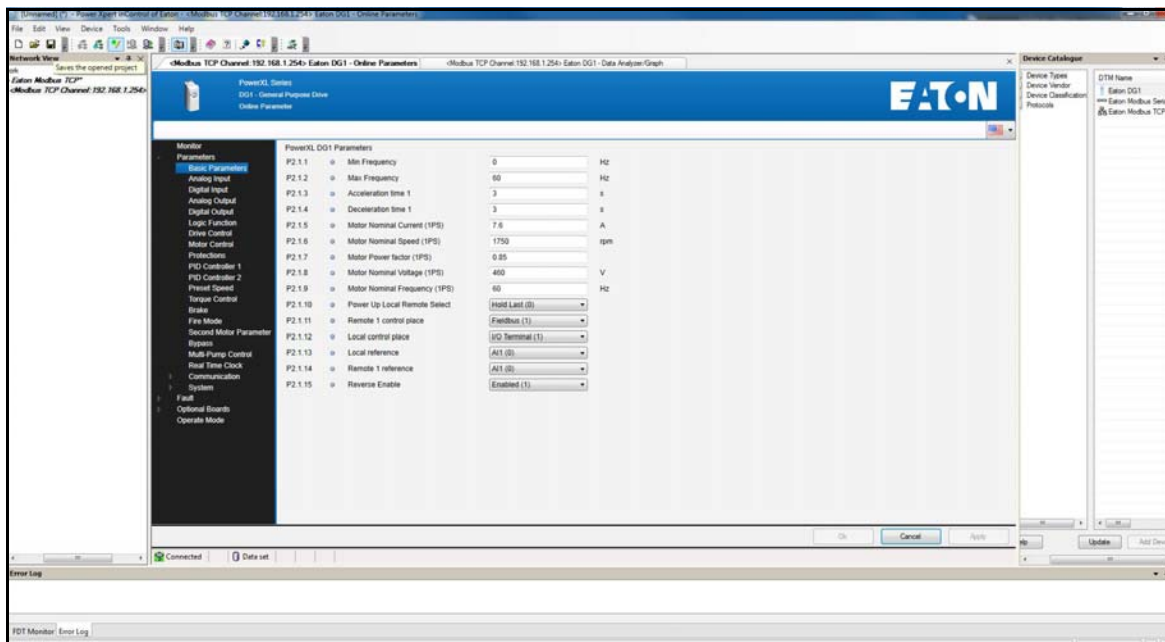 [Unnamed] (*) - Power Xpert inControl of Eaton - <Modbus TCP Channel:192.168.1.254> Eaton DG1 - Online Parameters
File Edit View Device Tools Window Help
Network View
Saves the opened project
Eaton Modbus TCP*
<Modbus TCP Channel:192.168.1.254>
<Modbus TCP Channel:192.168.1.254> Eaton DG1 - Online Parameters
<Modbus TCP Channel:192.168.1.254> Eaton DG1 - Data Analyzer/Graph
PowerXL Series
DG1 - General Purpose Drive
Online Parameter
EATON
Monitor
Parameters
Basic Parameters
Analog Input
Digital Input
Analog Output
Digital Output
Logic Function
Drive Control
Motor Control
Protections
PID Controller 1
PID Controller 2
Preset Speed
Torque Control
Brake
Fire Mode
Second Motor Parameter
Bypass
Multi-Pump Control
Real Time Clock
Communication
System
Fault
Optional Boards
Operate Mode
PowerXL DG1 Parameters
P2.1.1 Min Frequency 0 Hz
P2.1.2 Max Frequency 60 Hz
P2.1.3 Acceleration time 1 3 s
P2.1.4 Deceleration time 1 3 s
P2.1.5 Motor Nominal Current (1PS) 7.6 A
P2.1.6 Motor Nominal Speed (1PS) 1750 rpm
P2.1.7 Motor Power factor (1PS) 0.85
P2.1.8 Motor Nominal Voltage (1PS) 460 V
P2.1.9 Motor Nominal Frequency (1PS) 60 Hz
P2.1.10 Power Up Local Remote Select Hold Last (0)
P2.1.11 Remote 1 control place Fieldbus (1)
P2.1.12 Local control place I/O Terminal (1)
P2.1.13 Local reference AI1 (0)
P2.1.14 Remote 1 reference AI1 (0)
P2.1.15 Reverse Enable Enabled (1)
Ok Cancel Apply
Connected Data set
Device Catalogue
Device Types
Device Vendor
Device Classification
Protocols
DTM Name
Eaton DG1
Eaton Modbus Seri
Eaton Modbus TCP
Update Add Dev
Error Log
FDT Monitor Error Log